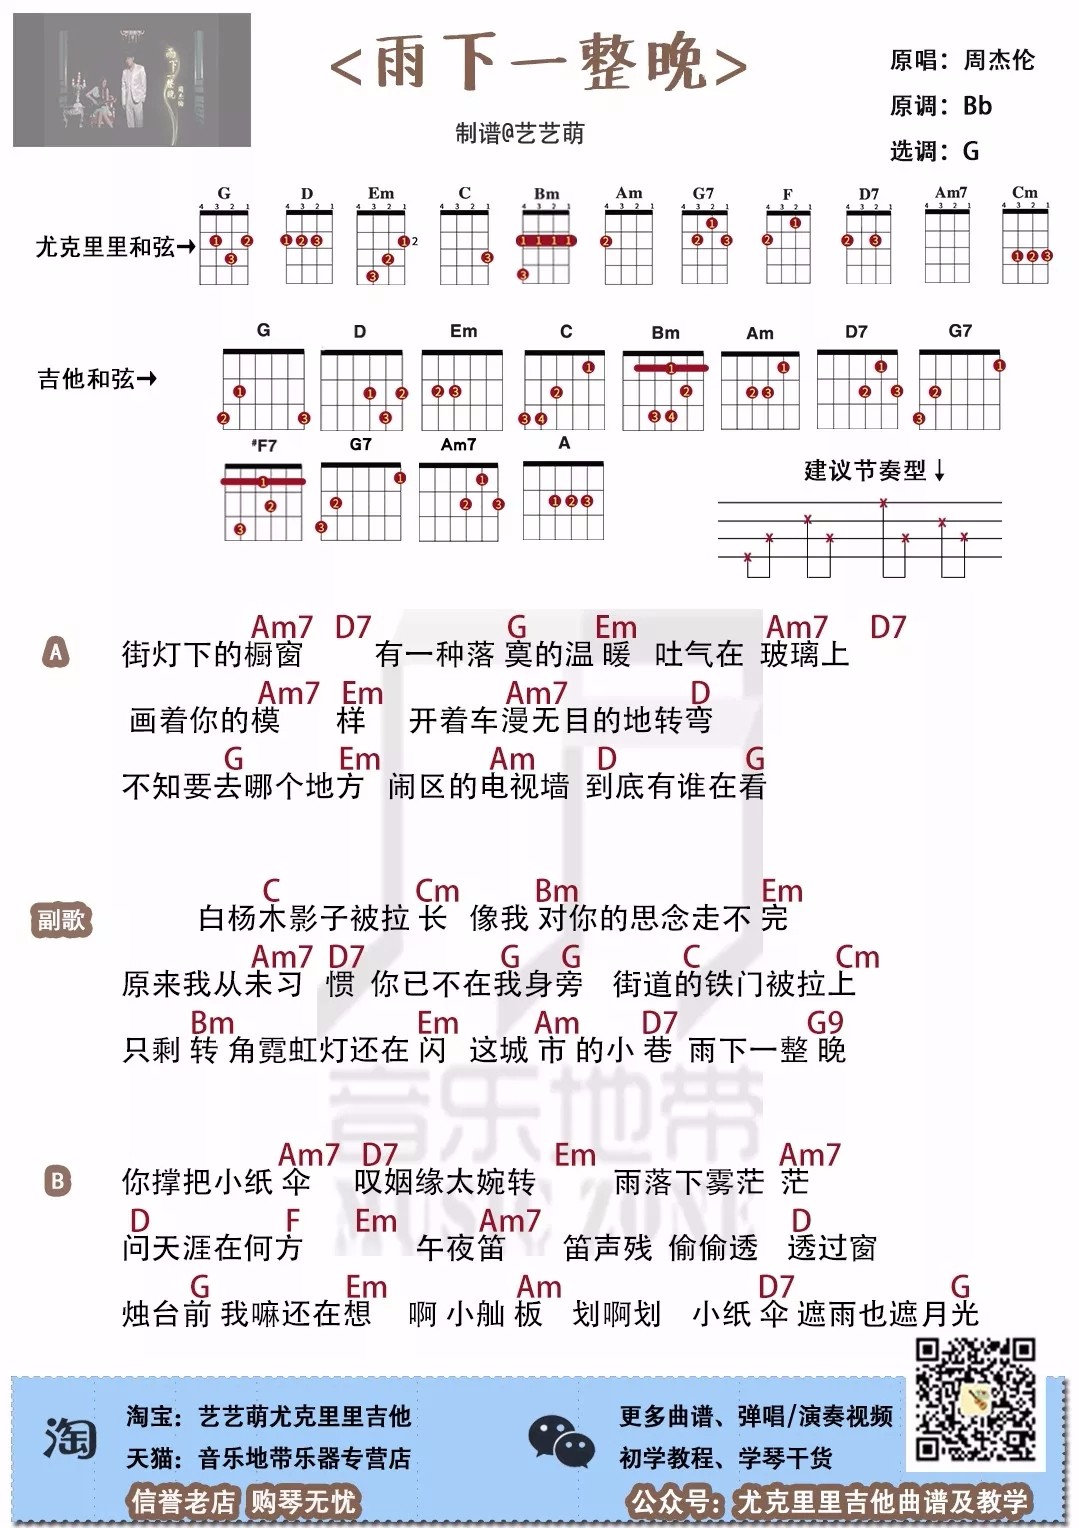 <雨下一整晚>
制谱@艺艺萌
原唱：周杰伦
原调：Bb
选调：G
雨下一整晚
周杰伦
G D Em C Bm Am G7 F D7 Am7 Cm
尤克里里和弦→
G D Em C Bm Am D7 G7
吉他和弦→
#F7 G7 Am7 A
建议节奏型↓
Am7 D7 G Em Am7 D7
A 街灯下的橱窗 有一种落 寞的温 暖 吐气在 玻璃上
Am7 Em Am7 D
画着你的模 样 开着车漫无目的地转弯
G Em Am D G
不知要去哪个地方 闹区的电视墙 到底有谁在看
C Cm Bm Em
副歌 白杨木影子被拉 长 像我 对你的思念走不 完
Am7 D7 G G C Cm
原来我从未习 惯 你已不在我身旁 街道的铁门被拉上
Bm Em Am D7 G9
只剩 转 角霓虹灯还在 闪 这城 市 的小 巷 雨下一整 晚
音乐地带
MUSIC ZONE
Am7 D7 Em Am7
B 你撑把小纸 伞 叹姻缘太婉转 雨落下雾茫 茫
D F Em Am7 D
问天涯在何方 午夜笛 笛声残 偷偷透 透过窗
G Em Am D7 G
烛台前 我嘛还在想 啊 小舢 板 划啊划 小纸 伞 遮雨也遮月光
淘
淘宝：艺艺萌尤克里里吉他
天猫：音乐地带乐器专营店
信誉老店 购琴无忧
更多曲谱、弹唱/演奏视频
初学教程、学琴干货
公众号：尤克里里吉他曲谱及教学